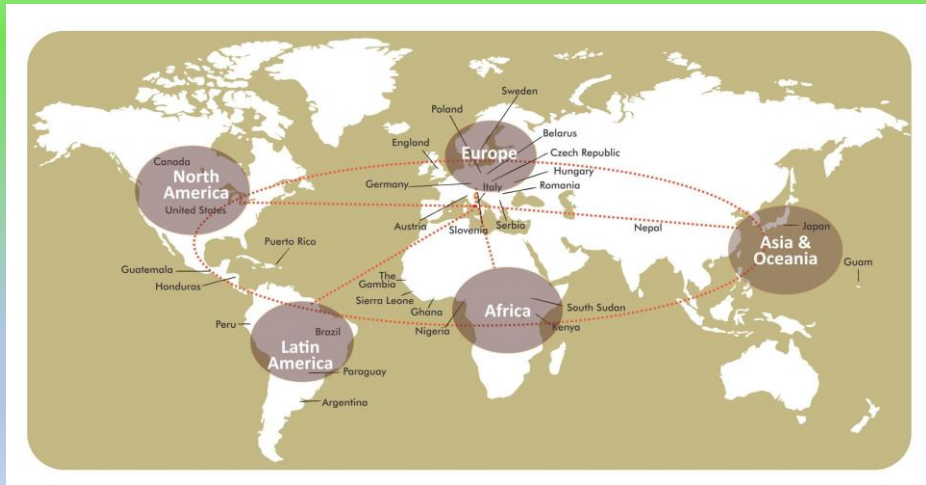 Sweden
Poland
Belarus
England
Europe
Czech Republic
Canada
Hungary
North
America
Germany
Italy
Romania
United States
Austria
Slovenia
Serbia
Nepal
Japan
Puerto Rico
Asia &
Oceania
Guatemala
The
Gambia
Guam
Honduras
Sierra Leone
Ghana
Africa
South Sudan
Peru
Brazil
Nigeria
Kenya
Latin
America
Paraguay
Argentina